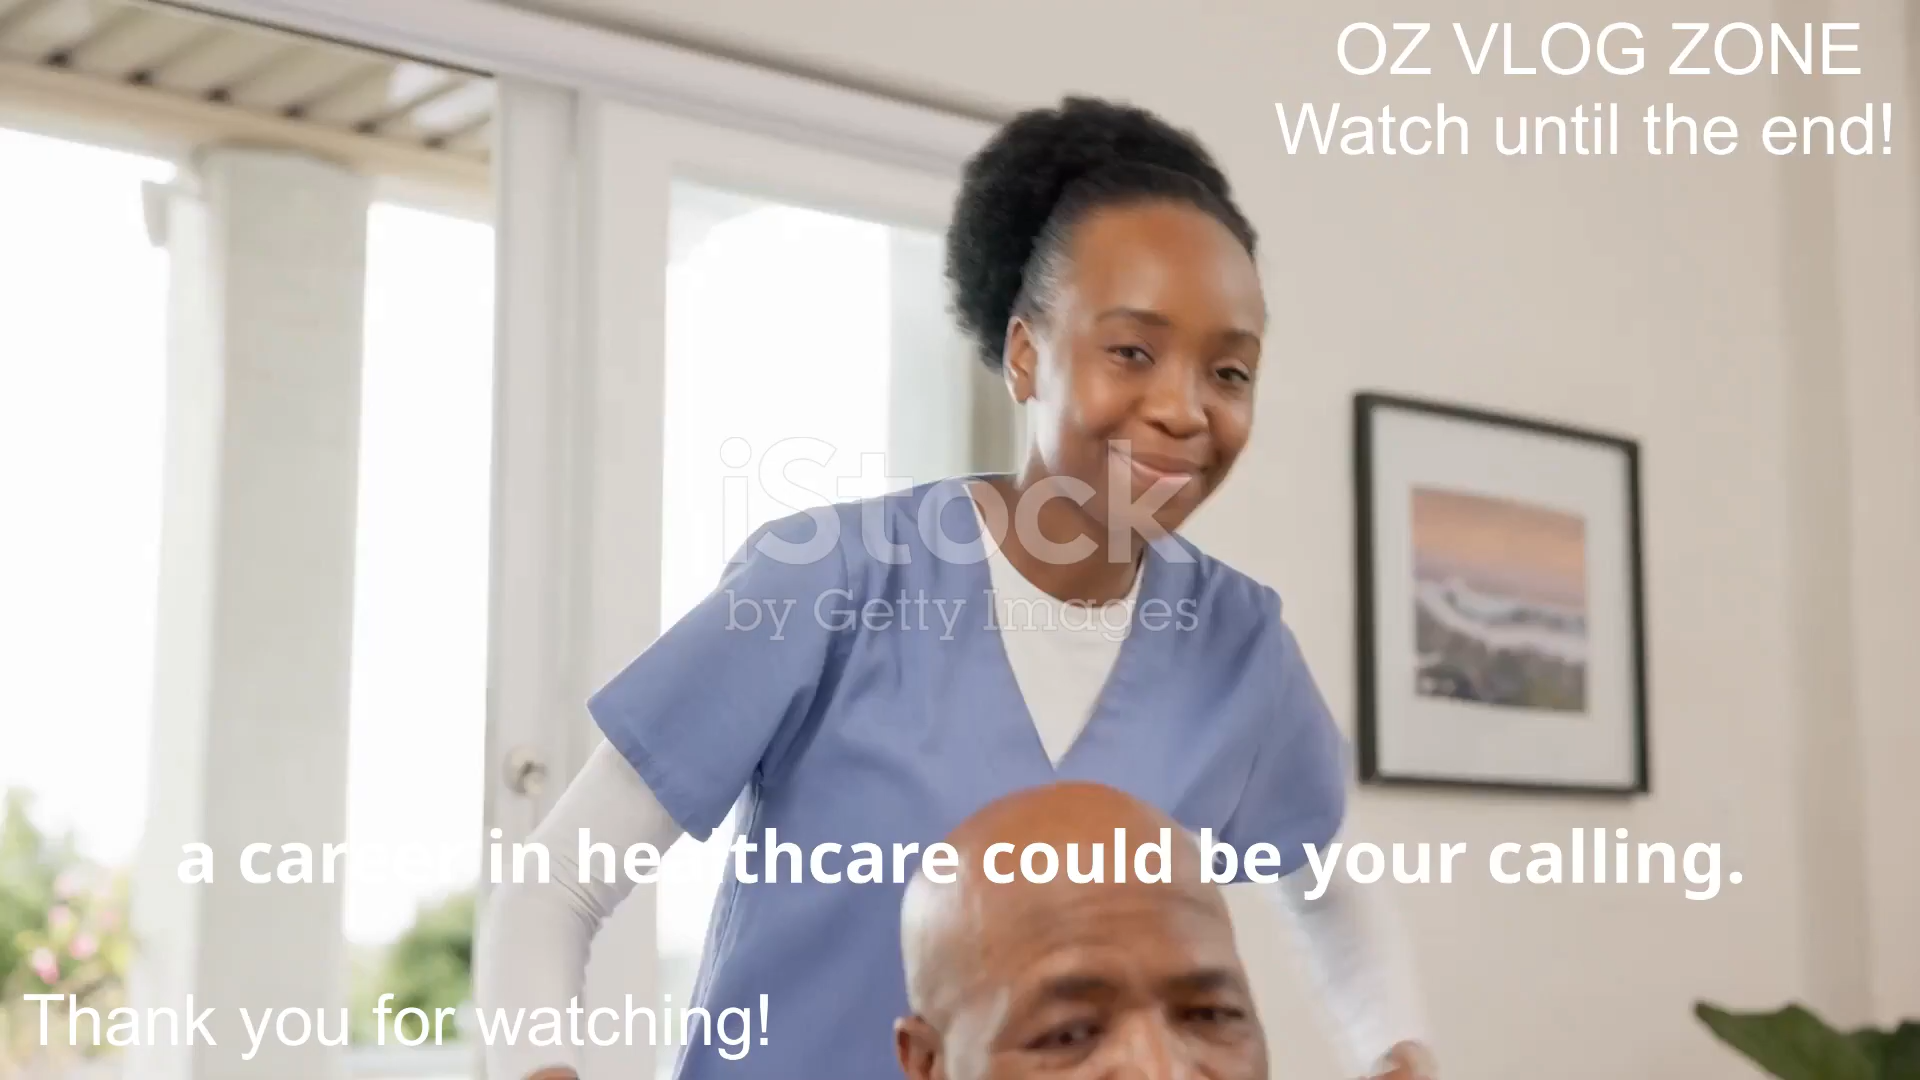 OZ VLOG ZONE
Watch until the end!
iStock
by Getty Images
a career in healthcare could be your calling.
Thank you for watching!